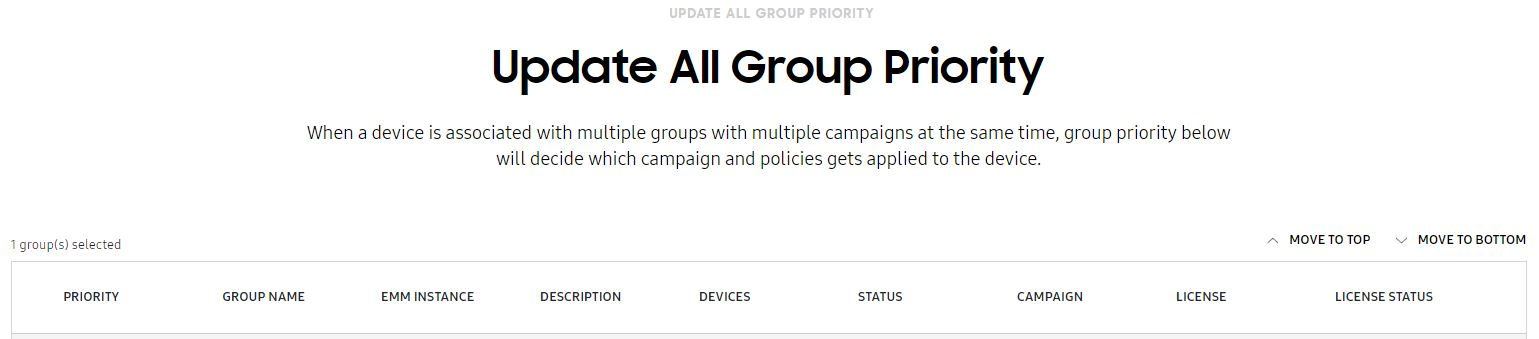 UPDATE ALL GROUP PRIORITY
Update All Group Priority
When a device is associated with multiple groups with multiple campaigns at the same time, group priority below
will decide which campaign and policies gets applied to the device.
1 group(s) selected
MOVE TO TOP MOVE TO BOTTOM
PRIORITY GROUP NAME EMM INSTANCE DESCRIPTION DEVICES STATUS CAMPAIGN LICENSE LICENSE STATUS